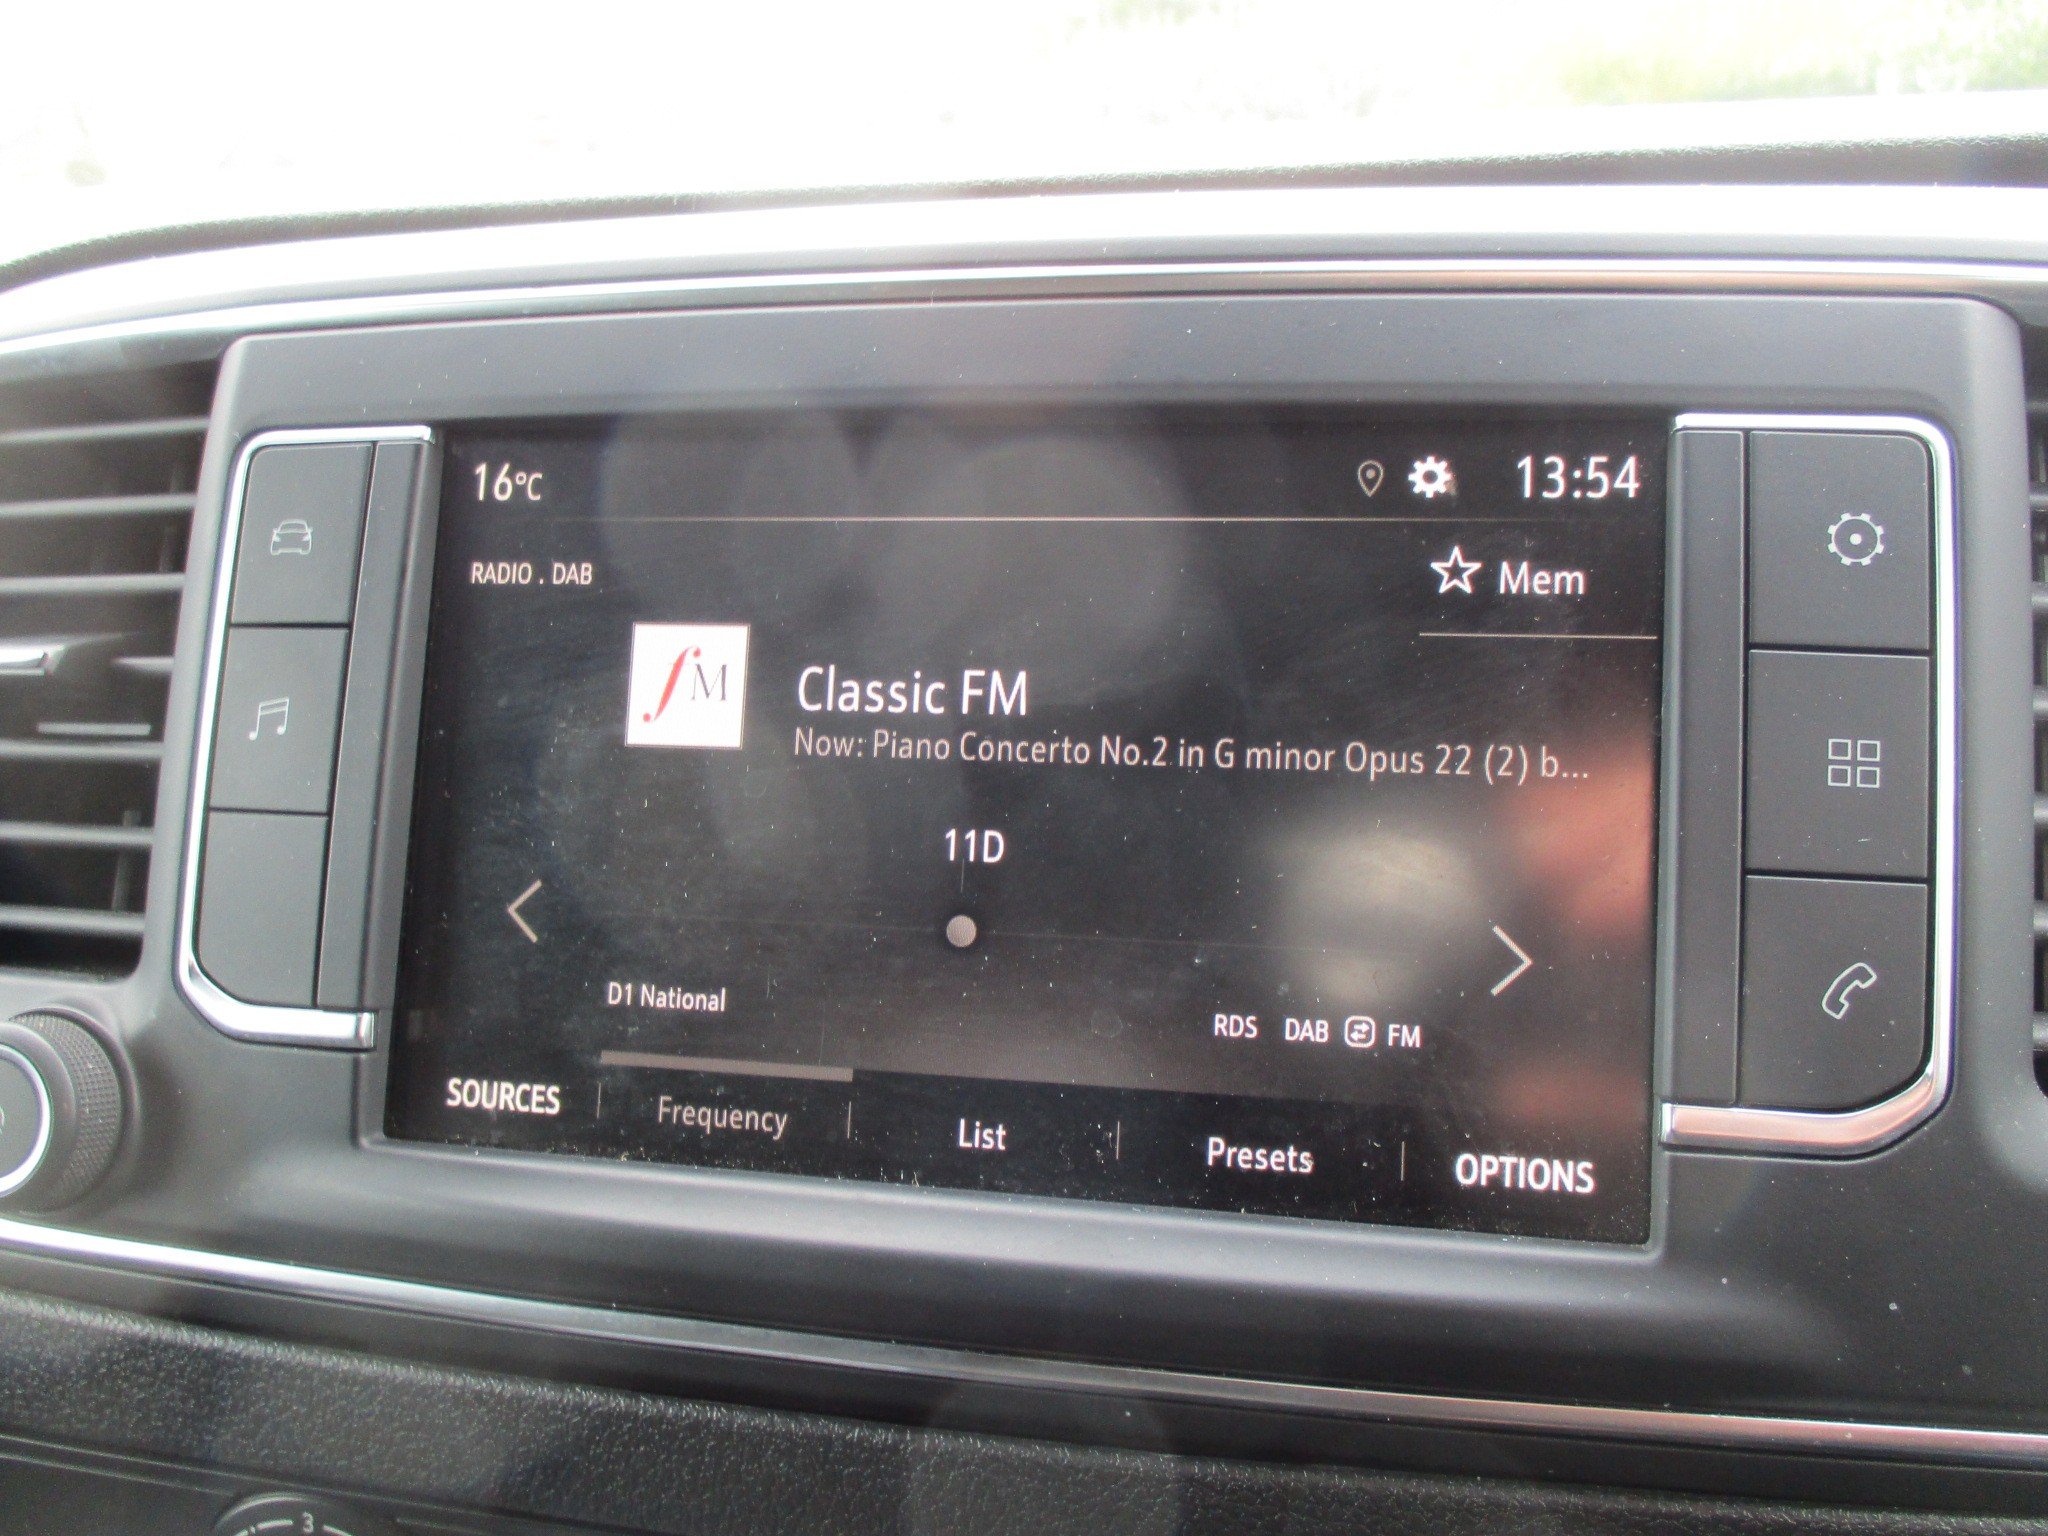 16°C
13:54
RADIO . DAB
Mem
fM
Classic FM
Now: Piano Concerto No.2 in G minor Opus 22 (2) b...
11D
D1 National
RDS DAB FM
SOURCES
Frequency
List
Presets
OPTIONS
3